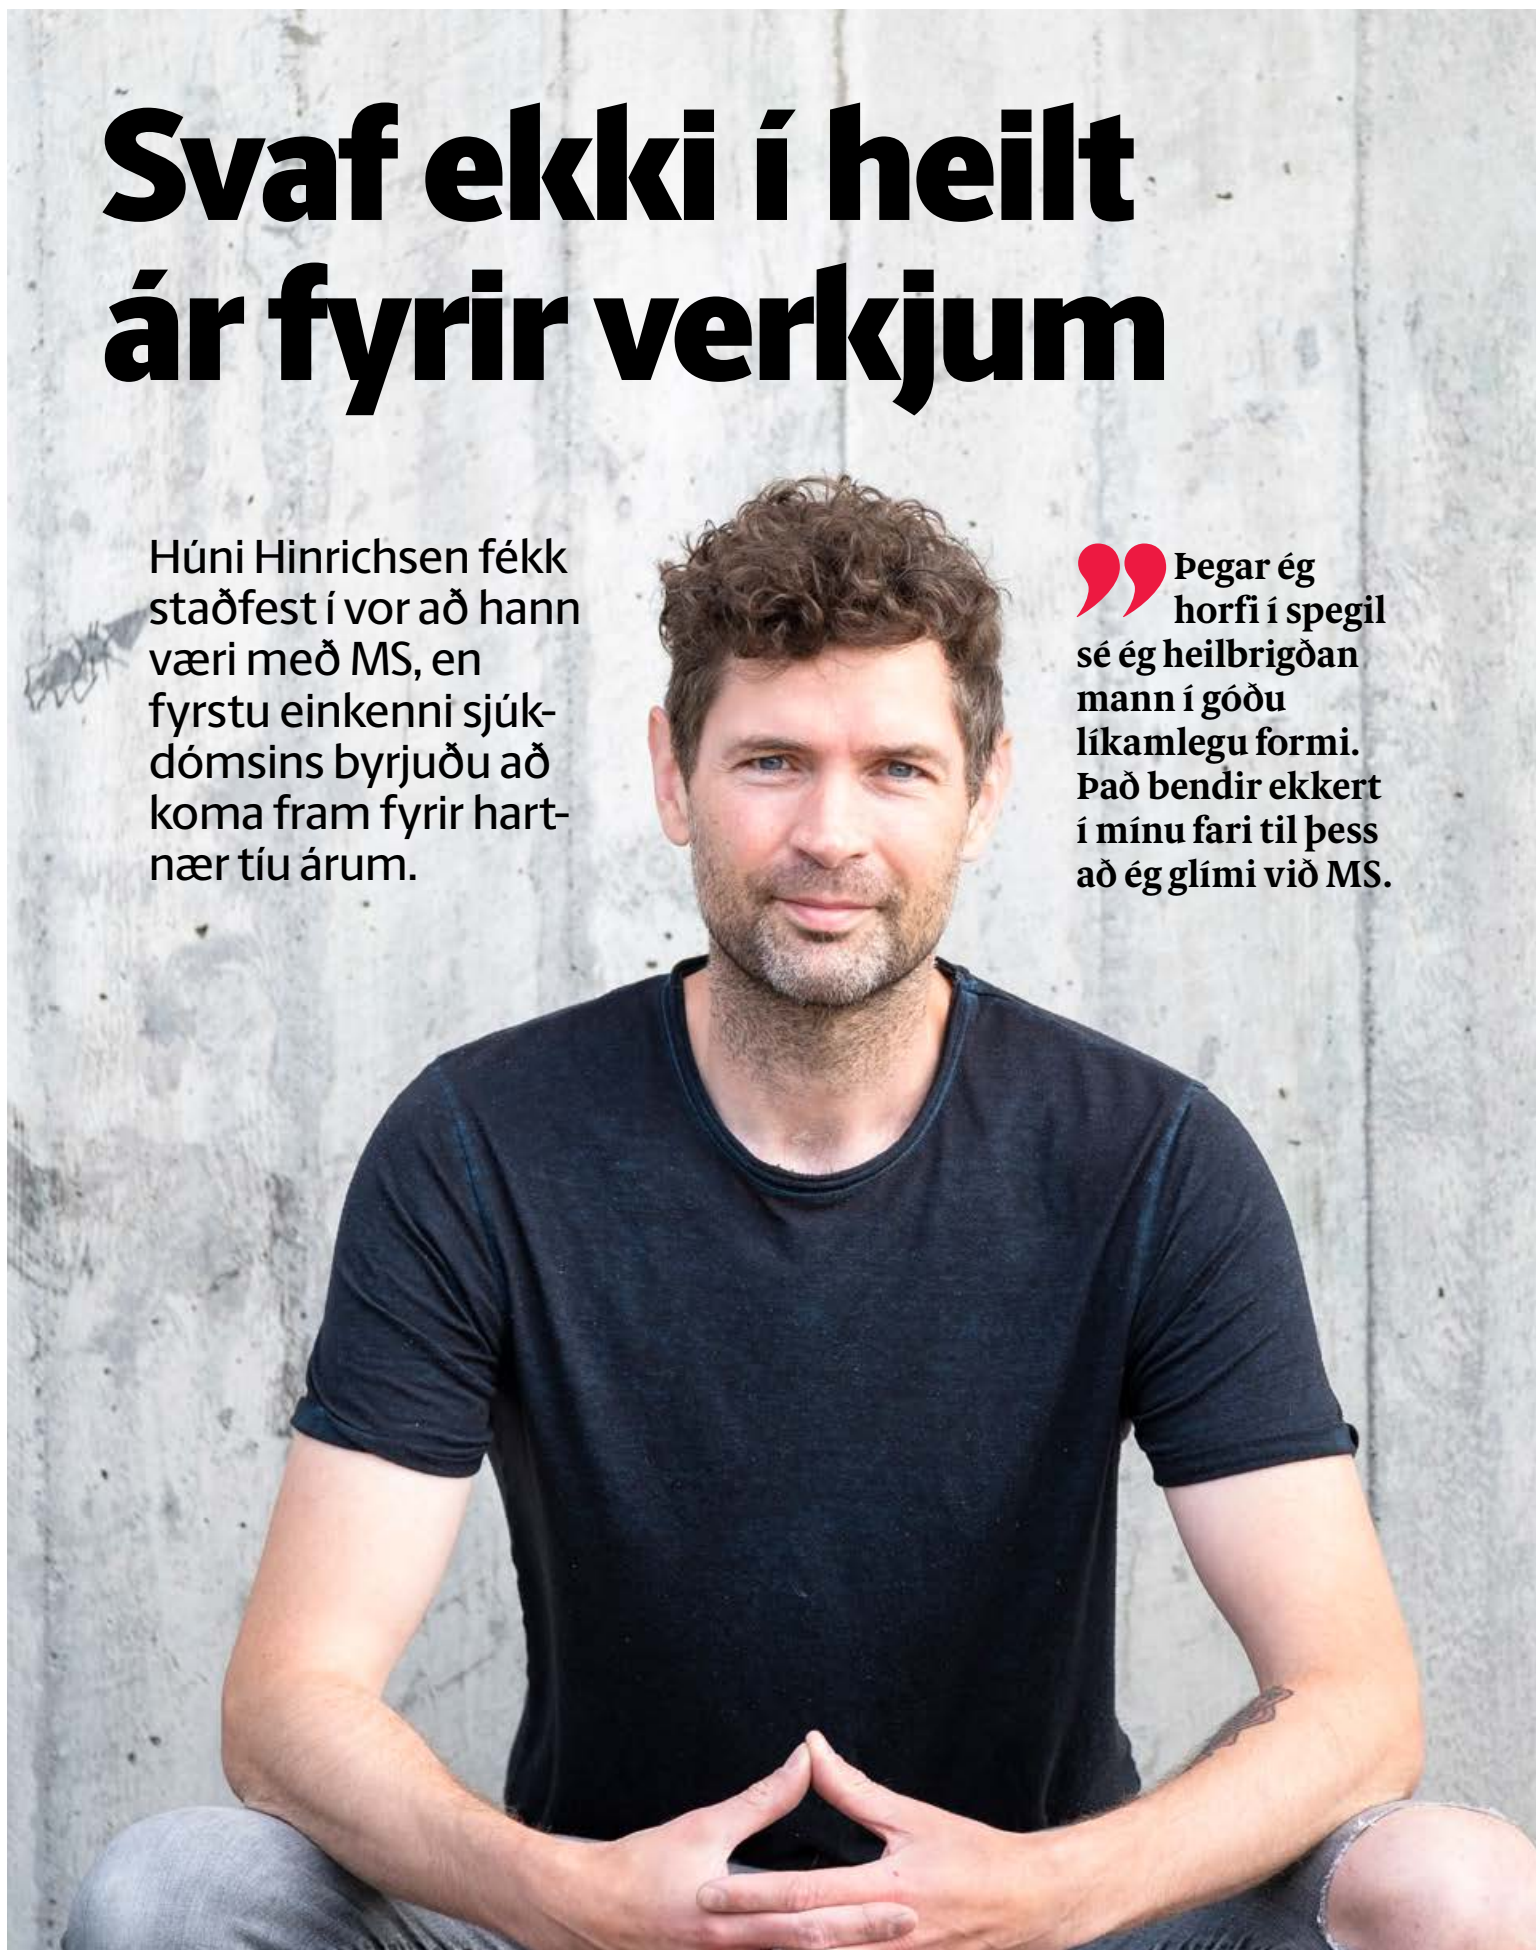 Svaf ekki í heilt
ár fyrir verkjum
Húni Hinrichsen fékk
staðfest í vor að hann
væri með MS, en
fyrstu einkenni sjúk-
dómsins byrjuðu að
koma fram fyrir hart-
nær tíu árum.
” Þegar ég
horfi í spegil
sé ég heilbrigðan
mann í góðu
líkamlegu formi.
Það bendir ekkert
í mínu fari til þess
að ég glími við MS.